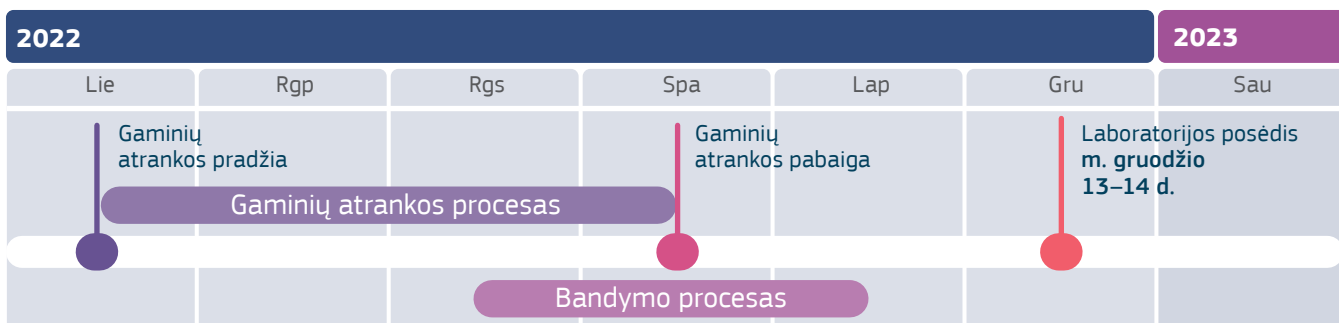 2022
2023
Lie
Rgp
Rgs
Spa
Lap
Gru
Sau
Gaminių
atrankos pradžia
Gaminių
atrankos pabaiga
Laboratorijos posėdis
m. gruodžio
13–14 d.
Gaminių atrankos procesas
Bandymo procesas